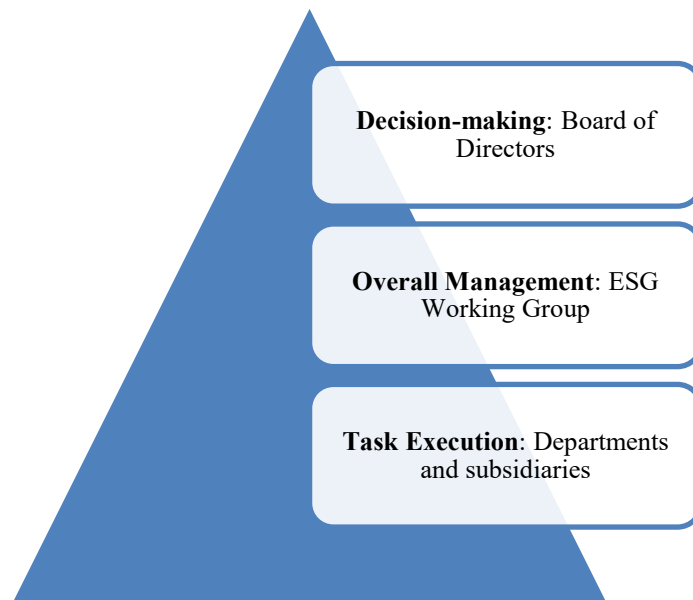 Decision-making: Board of
Directors
Overall Management: ESG
Working Group
Task Execution: Departments
and subsidiaries